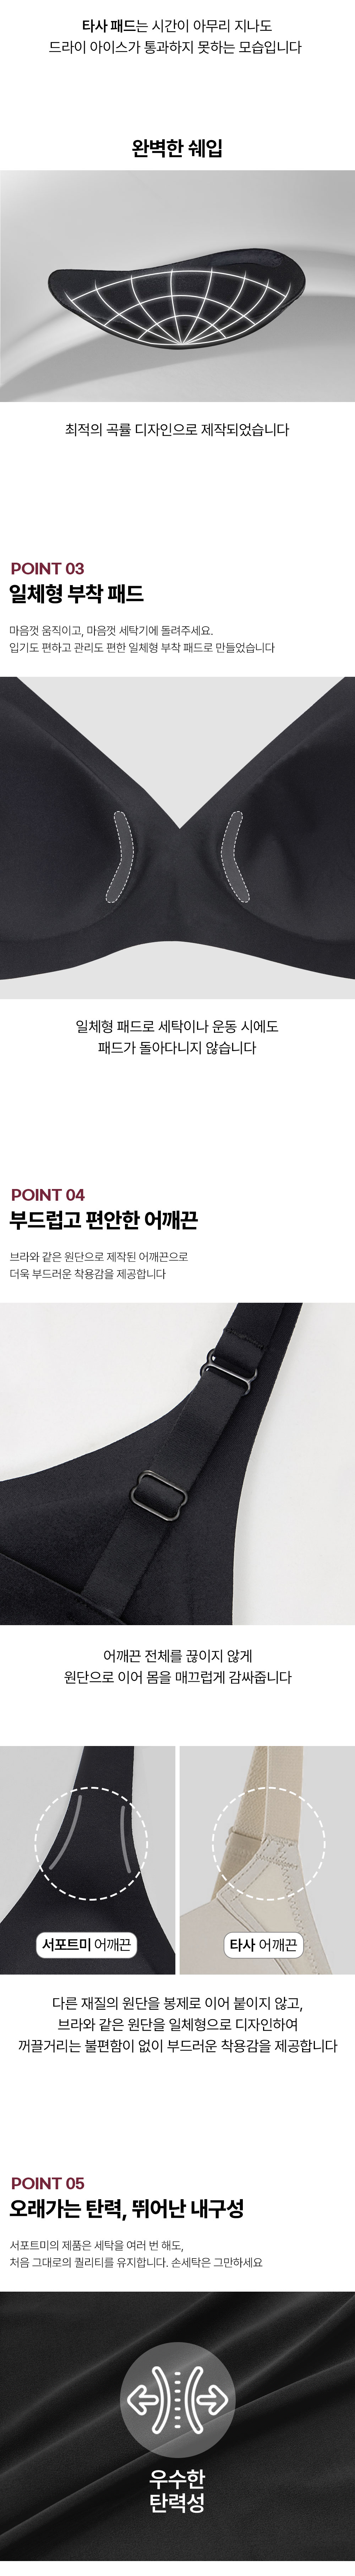 타사 패드는 시간이 아무리 지나도
드라이 아이스가 통과하지 못하는 모습입니다
완벽한 쉐입
최적의 곡률 디자인으로 제작되었습니다
POINT 03
일체형 부착 패드
마음껏 움직이고, 마음껏 세탁기에 돌려주세요.
입기도 편하고 관리도 편한 일체형 부착 패드로 만들었습니다
일체형 패드로 세탁이나 운동 시에도
패드가 돌아다니지 않습니다
POINT 04
부드럽고 편안한 어깨끈
브라와 같은 원단으로 제작된 어깨끈으로
더욱 부드러운 착용감을 제공합니다
어깨끈 전체를 끊이지 않게
원단으로 이어 몸을 매끄럽게 감싸줍니다
서포트미 어깨끈
타사 어깨끈
다른 재질의 원단을 봉제로 이어 붙이지 않고,
브라와 같은 원단을 일체형으로 디자인하여
꺼끌거리는 불편함이 없이 부드러운 착용감을 제공합니다
POINT 05
오래가는 탄력, 뛰어난 내구성
서포트미의 제품은 세탁을 여러 번 해도,
처음 그대로의 퀄리티를 유지합니다. 손세탁은 그만하세요
우수한
탄력성